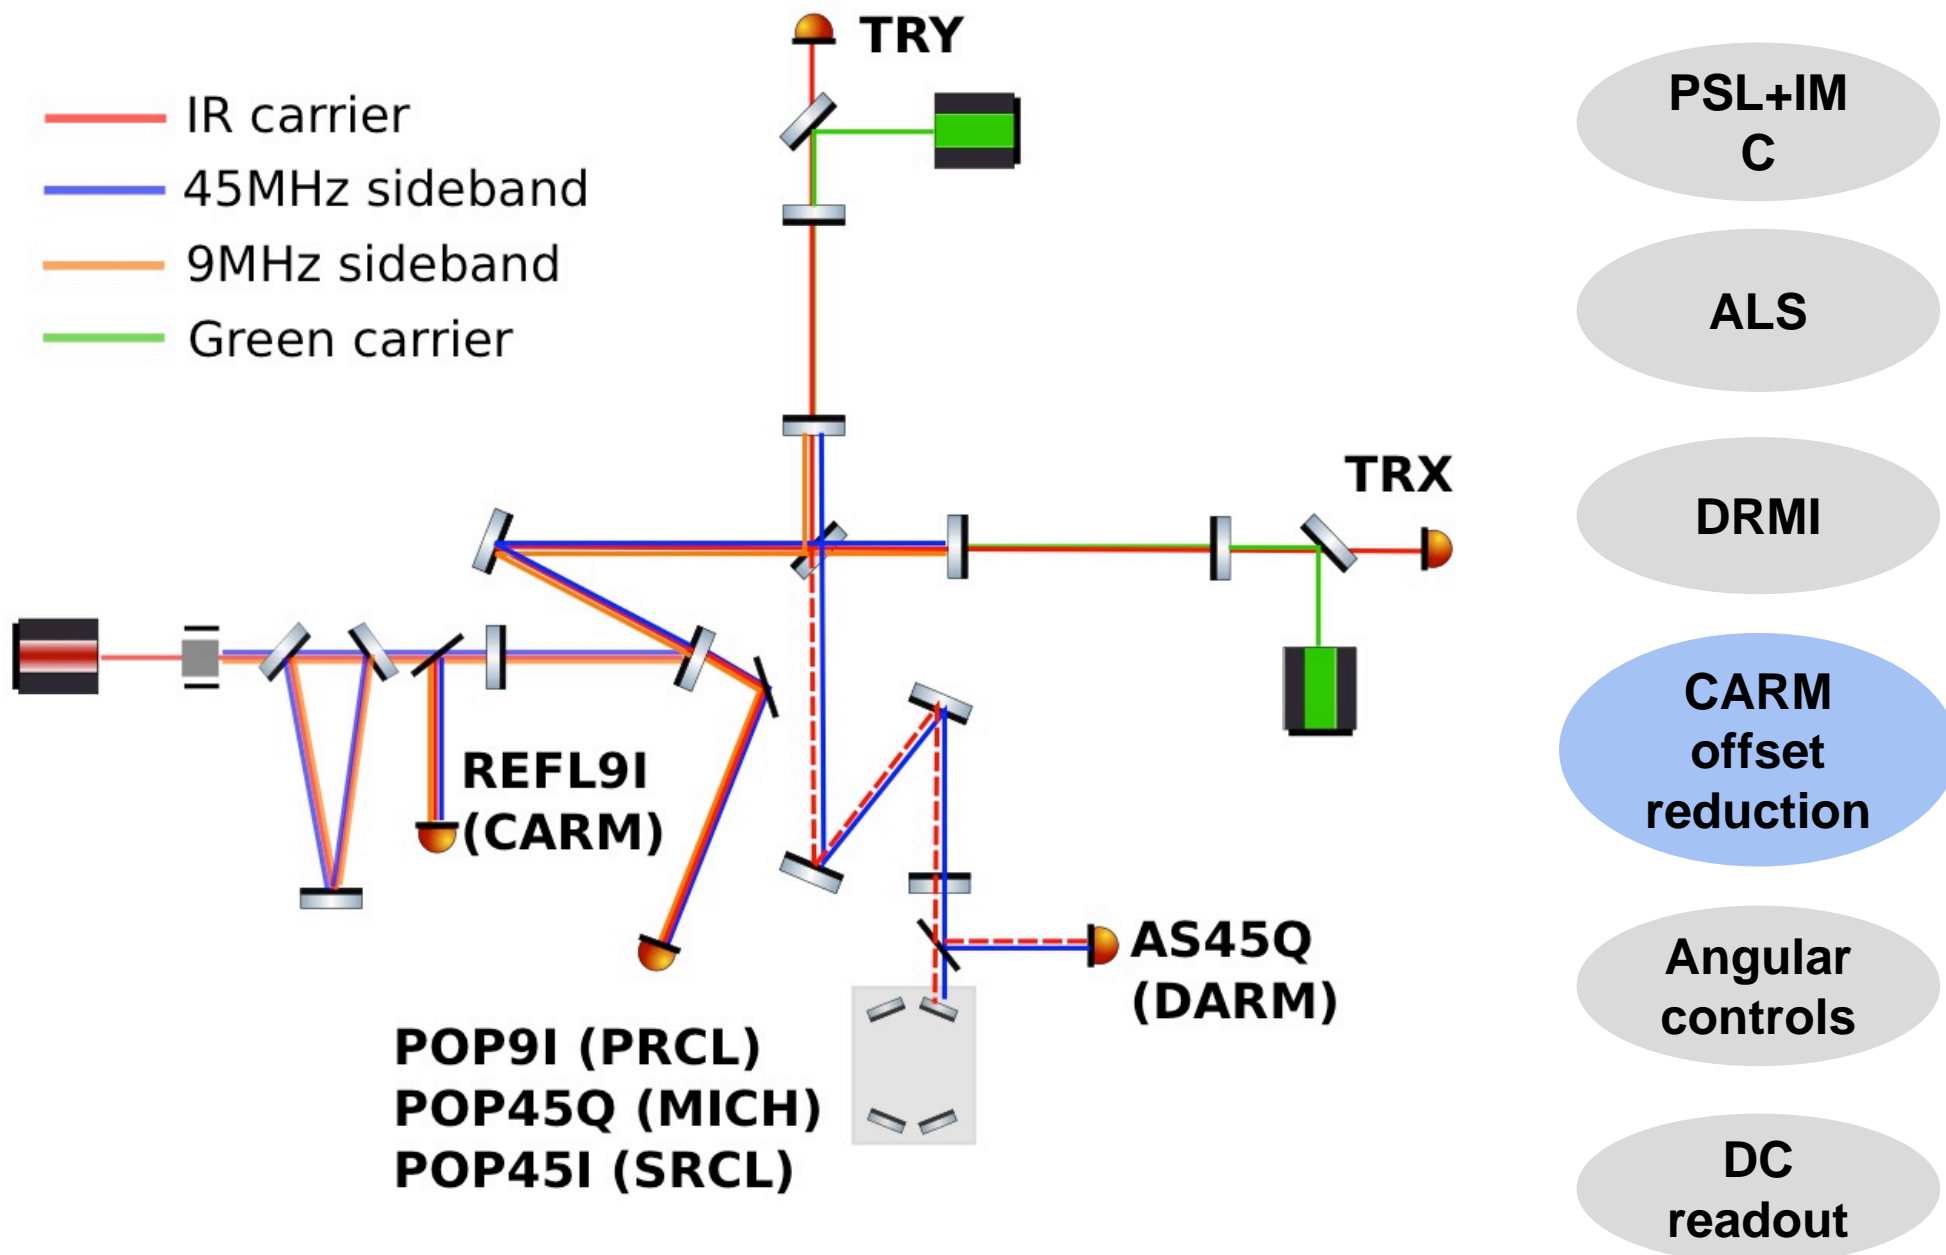 TRY
IR carrier
45MHz sideband
9MHz sideband
Green carrier
TRX
REFL9I
(CARM)
AS45Q
(DARM)
POP9I (PRCL)
POP45Q (MICH)
POP45I (SRCL)
PSL+IM
C
ALS
DRMI
CARM
offset
reduction
Angular
controls
DC
readout